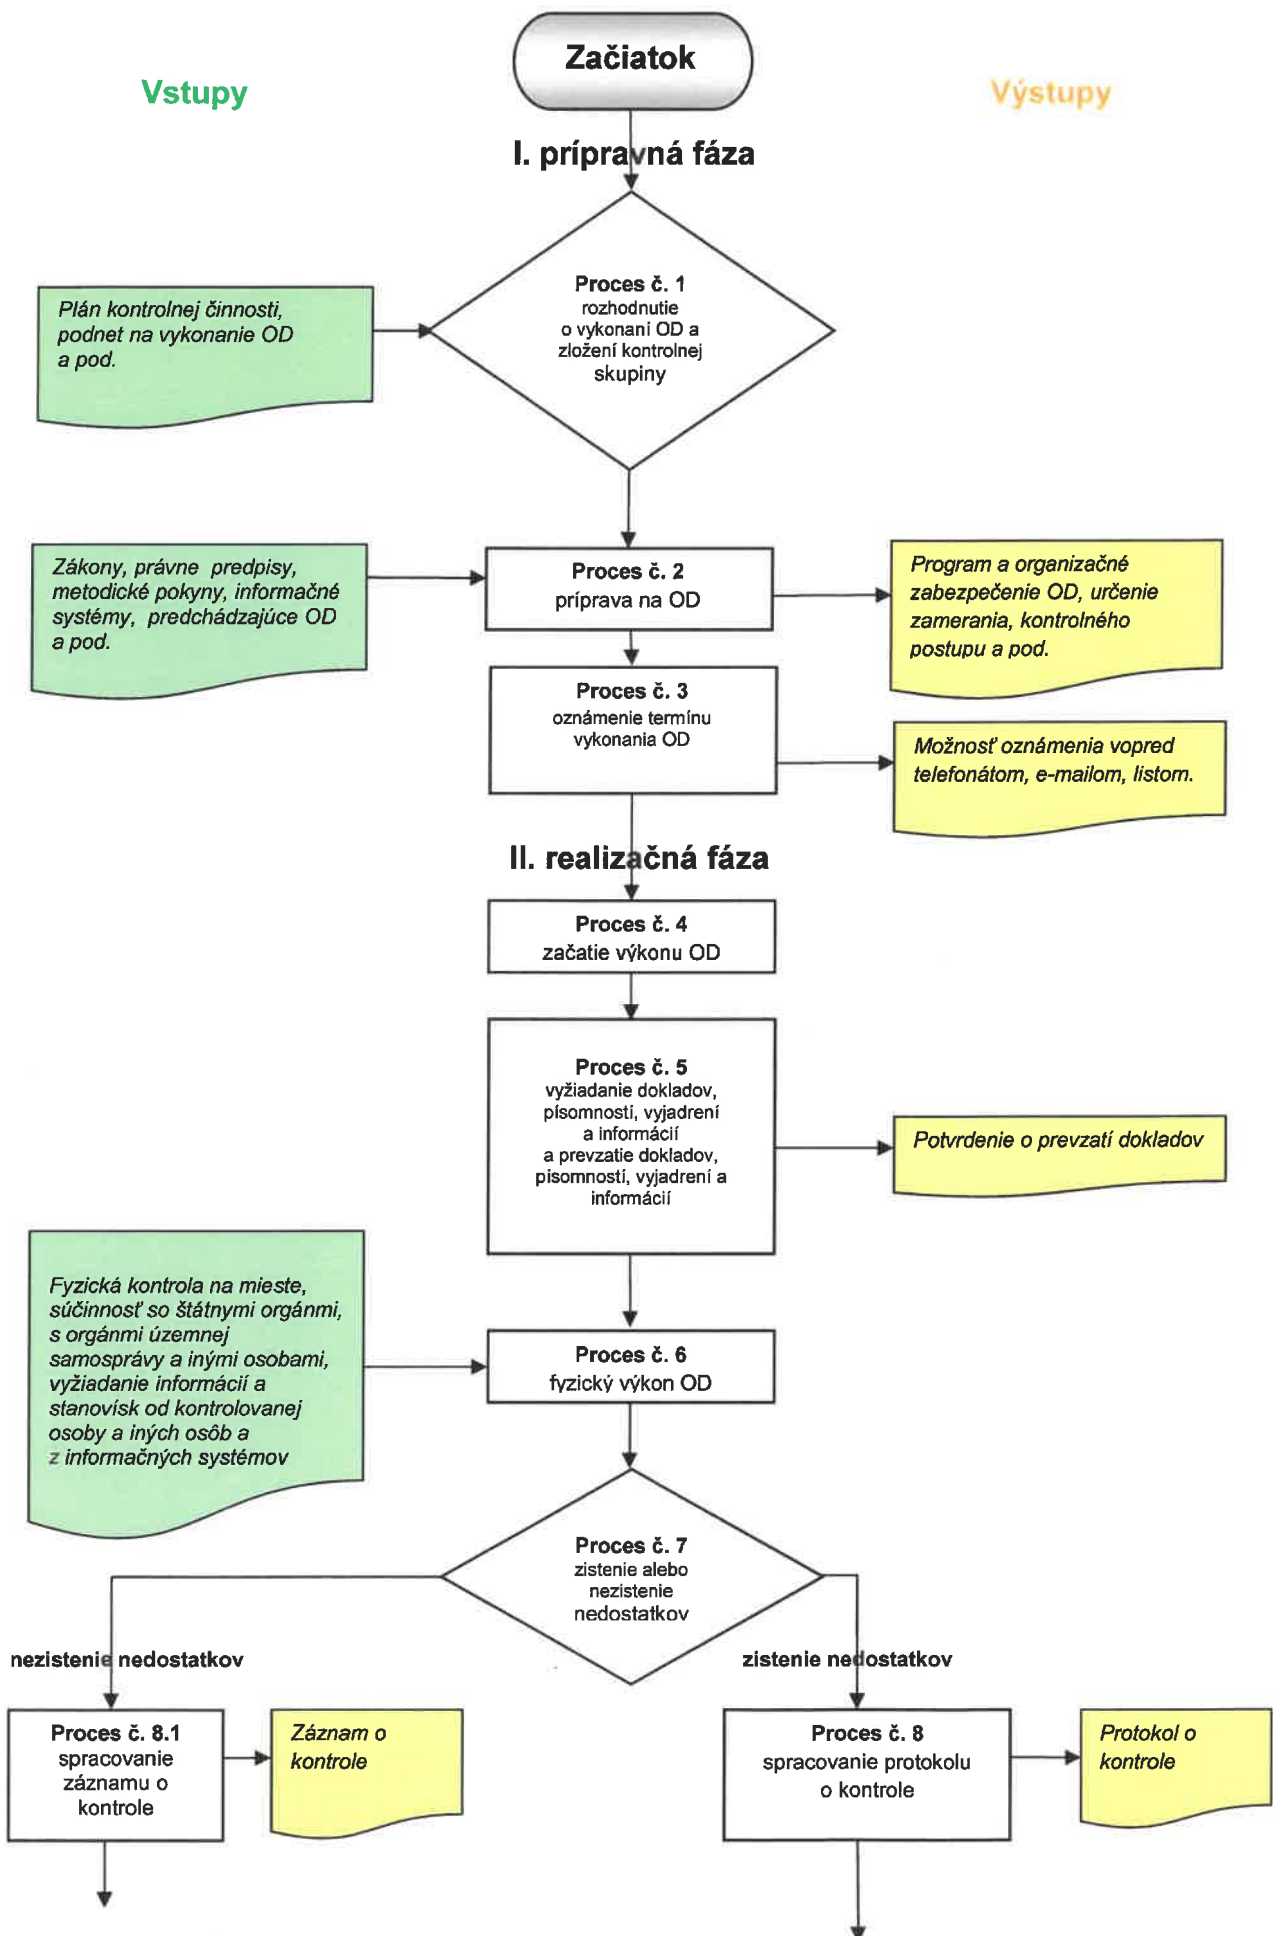 Začiatok
Vstupy
Výstupy
I. prípravná fáza
Proces č. 1
rozhodnutie
o vykonaní OD a
zložení kontrolnej
skupiny
Plán kontrolnej činnosti,
podnet na vykonanie OD
a pod.
Zákony, právne predpisy,
metodické pokyny, informačné
systémy, predchádzajúce OD
a pod.
Proces č. 2
príprava na OD
Program a organizačné
zabezpečenie OD, určenie
zamerania, kontrolného
postupu a pod.
Proces č. 3
oznámenie termínu
vykonania OD
Možnosť oznámenia vopred
telefonátom, e-mailom, listom.
II. realizačná fáza
Proces č. 4
začatie výkonu OD
Proces č. 5
vyžiadanie dokladov,
písomností, vyjadrení
a informácií
a prevzatie dokladov,
písomností, vyjadrení a
informácií
Potvrdenie o prevzatí dokladov
Fyzická kontrola na mieste,
súčinnosť so štátnymi orgánmi,
s orgánmi územnej
samosprávy a inými osobami,
vyžiadanie informácií a
stanovísk od kontrolovanej
osoby a iných osôb a
z informačných systémov
Proces č. 6
fyzický výkon OD
Proces č. 7
zistenie alebo
nezistenie
nedostatkov
nezistenie nedostatkov
zistenie nedostatkov
Proces č. 8.1
spracovanie
záznamu o
kontrole
Záznam o
kontrole
Proces č. 8
spracovanie protokolu
o kontrole
Protokol o
kontrole